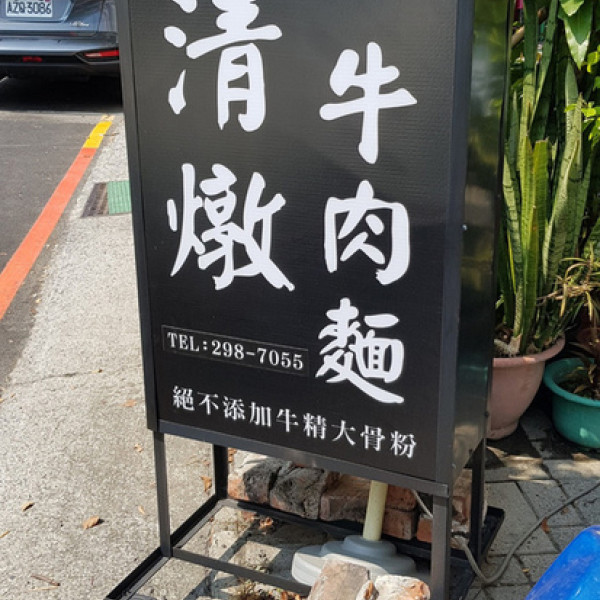 清燉
牛肉麵
TEL:298-7055
絕不添加牛精大骨粉
AZQ 3086